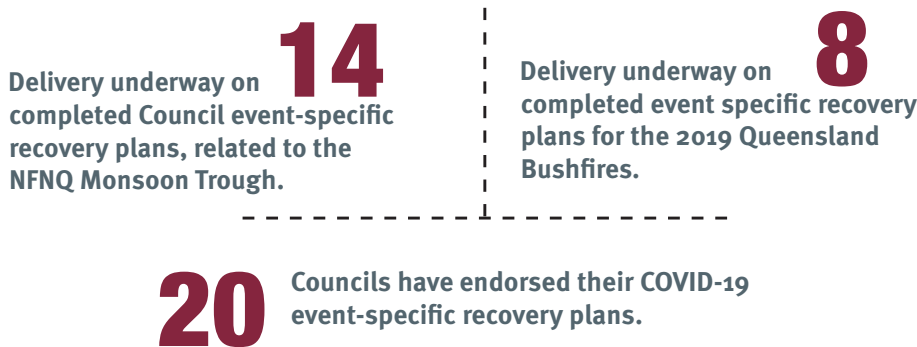 Delivery underway on 14
completed Council event-specific
recovery plans, related to the
NFNQ Monsoon Trough.
Delivery underway on 8
completed event specific recovery
plans for the 2019 Queensland
Bushfires.
20 Councils have endorsed their COVID-19
event-specific recovery plans.